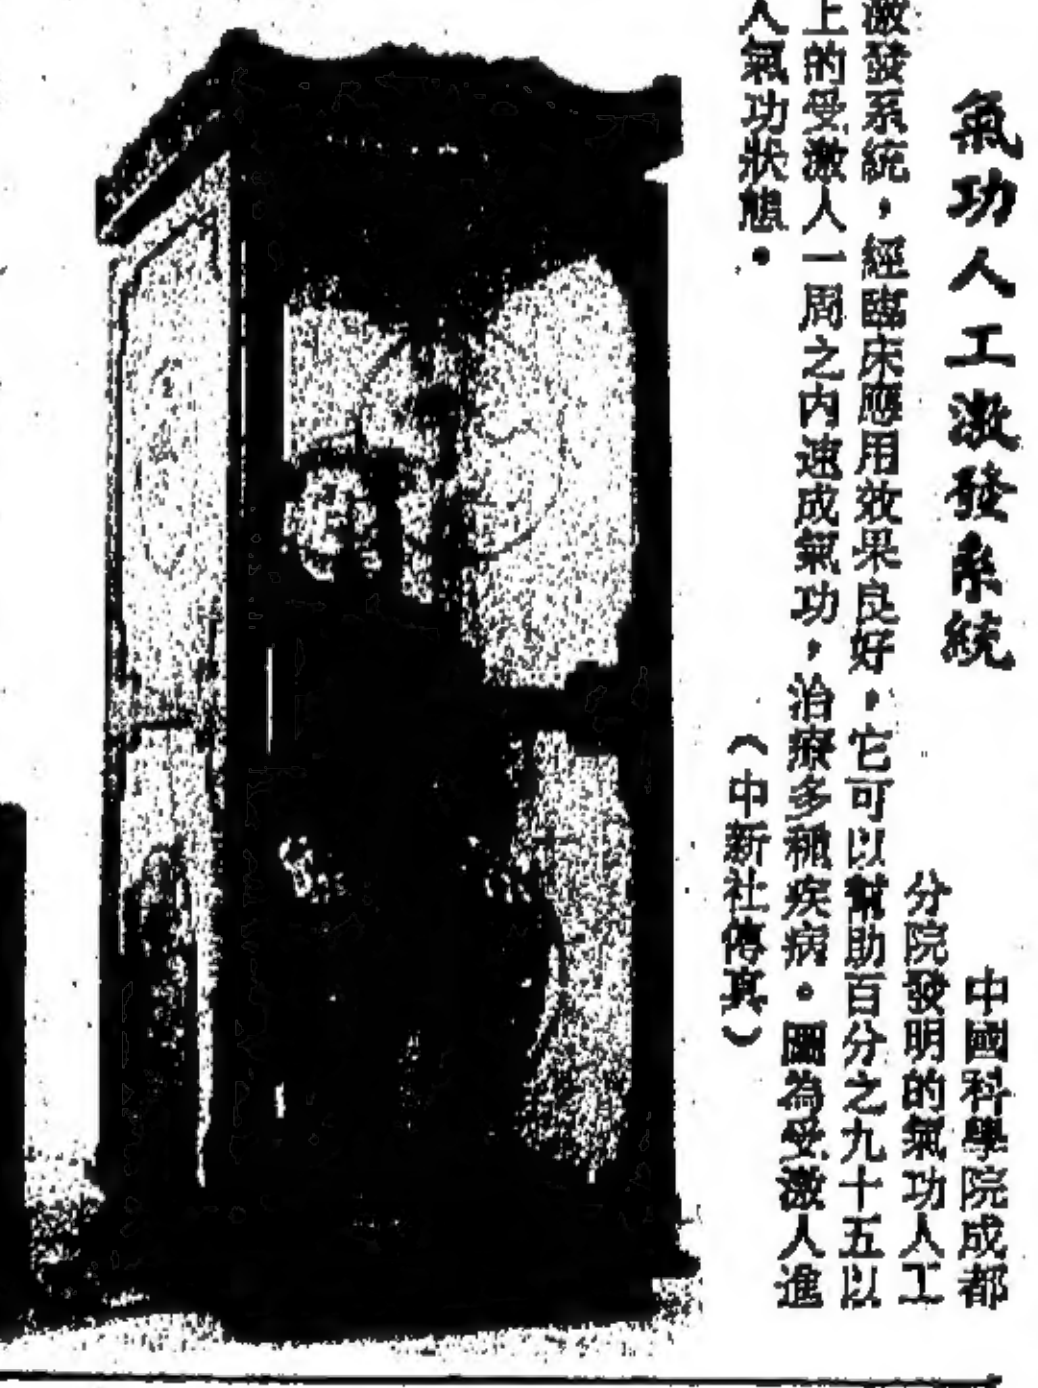 氣功人工激發系統
中國科學院成都
分院發明的氣功人工
激發系統，經臨床應用效果良好，它可以幫助百分之九十五以
上的受激人一周之內速成氣功，治療多種疾病。圖為受激人進
入氣功狀態。
（中新社傳真）